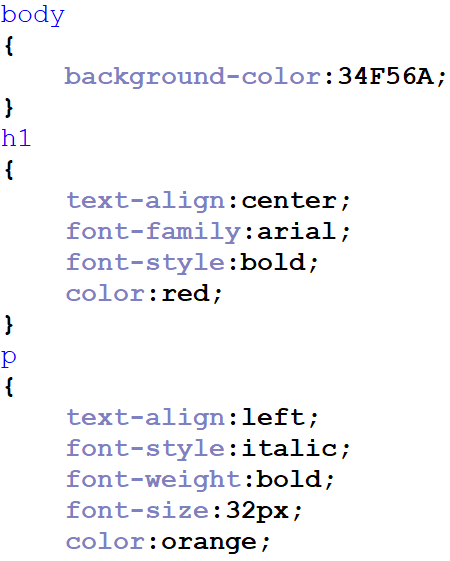 body
{
    background-color:34F56A;
}
h1
{
    text-align:center;
    font-family:arial;
    font-style:bold;
    color:red;
}
p
{
    text-align:left;
    font-style:italic;
    font-weight:bold;
    font-size:32px;
    color:orange;